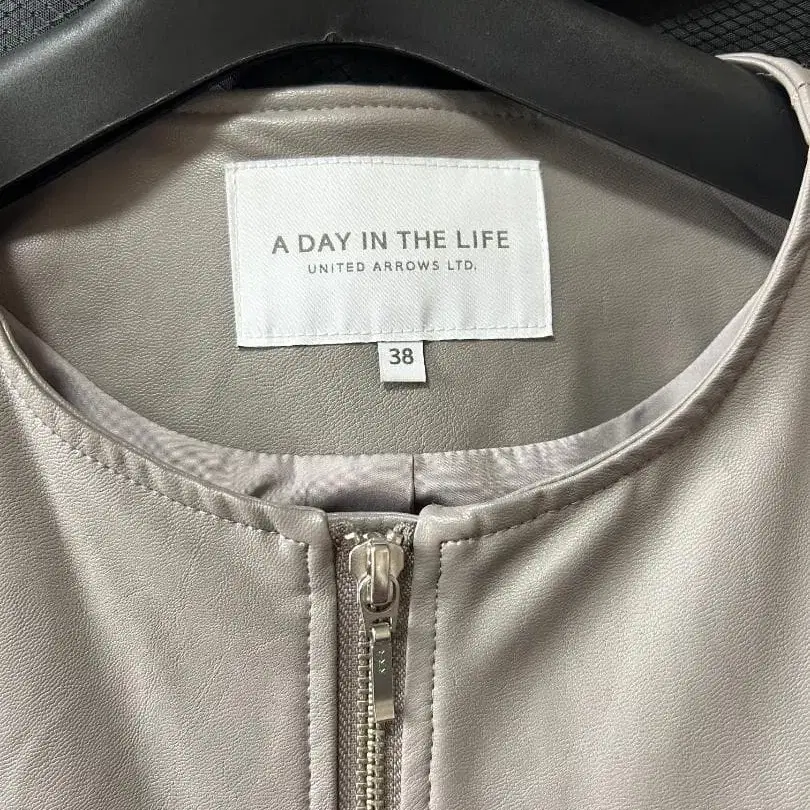 A DAY IN THE LIFE
UNITED ARROWS LTD.
38